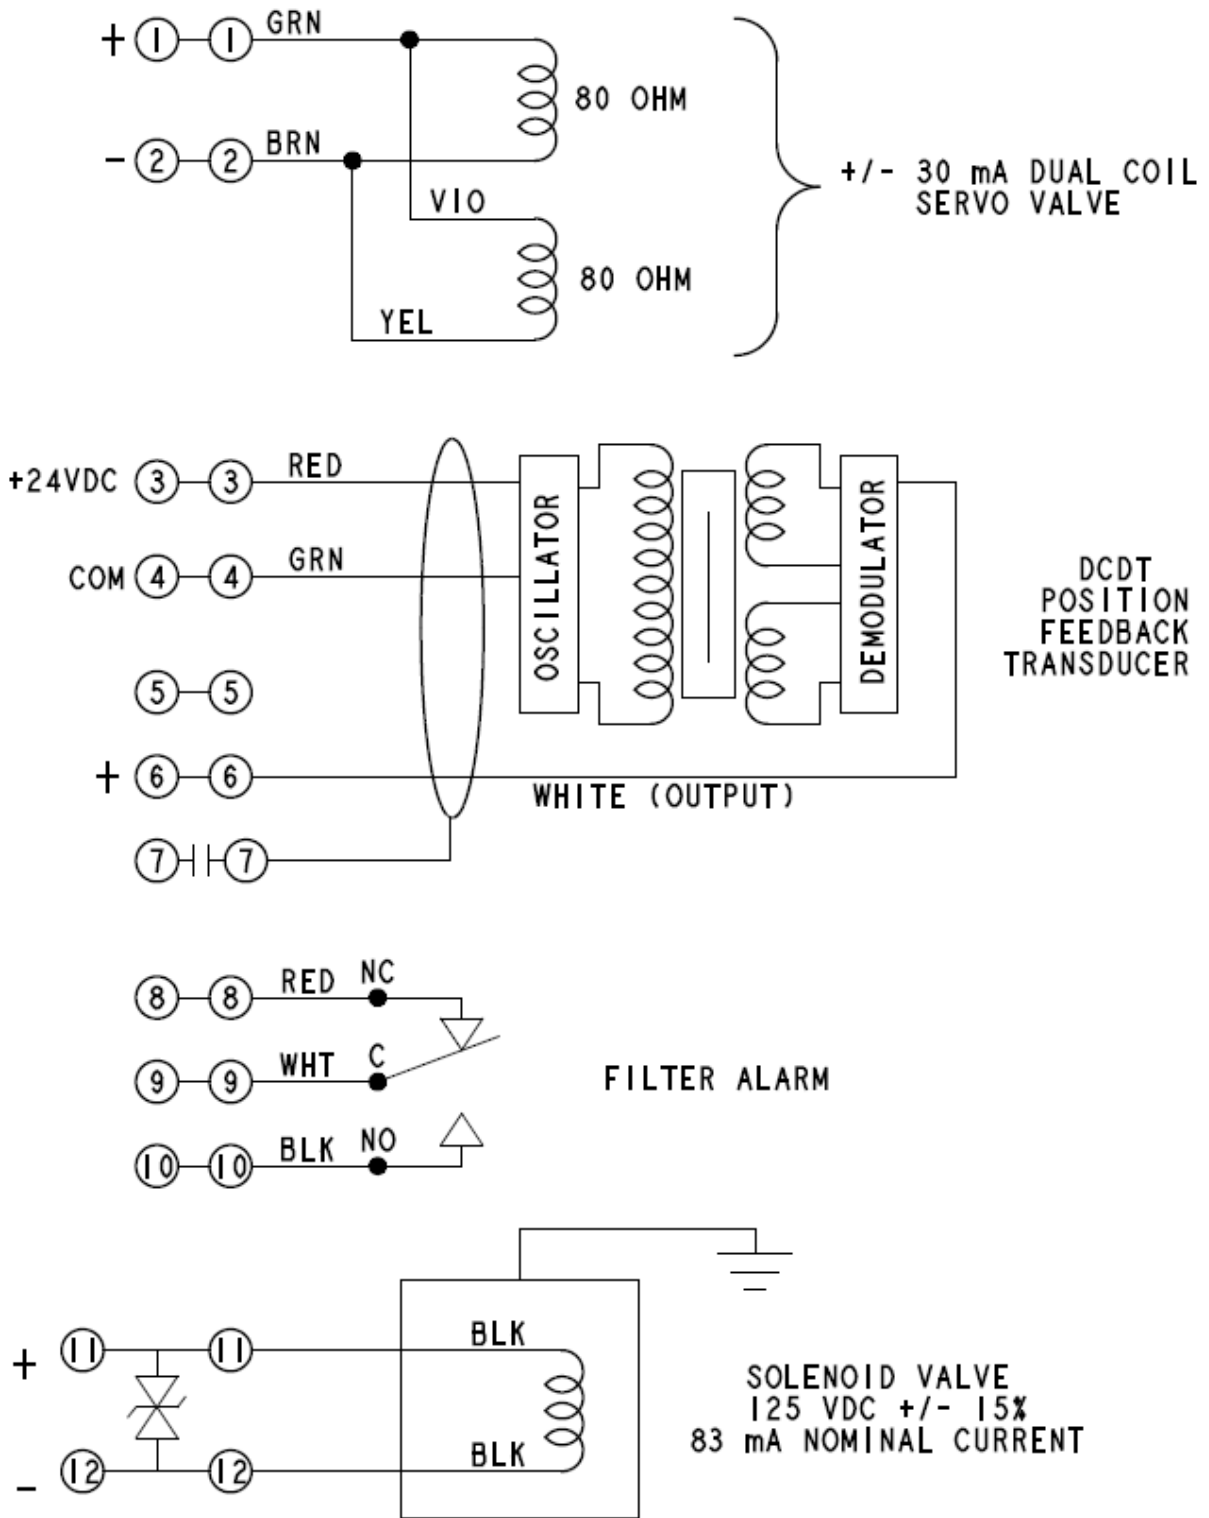 + 1 1 GRN
80 OHM
- 2 2 BRN
+/- 30 mA DUAL COIL
SERVO VALVE
VIO
80 OHM
YEL
+24VDC 3 3 RED
COM 4 4 GRN
OSCILLATOR
DEMODULATOR
DCDT
POSITION
FEEDBACK
TRANSDUCER
5 5
+ 6 6
WHITE (OUTPUT)
7 7
8 8 RED NC
9 9 WHT C
FILTER ALARM
10 10 BLK NO
+ 11 11 BLK
SOLENOID VALVE
125 VDC +/- 15%
83 mA NOMINAL CURRENT
- 12 12 BLK